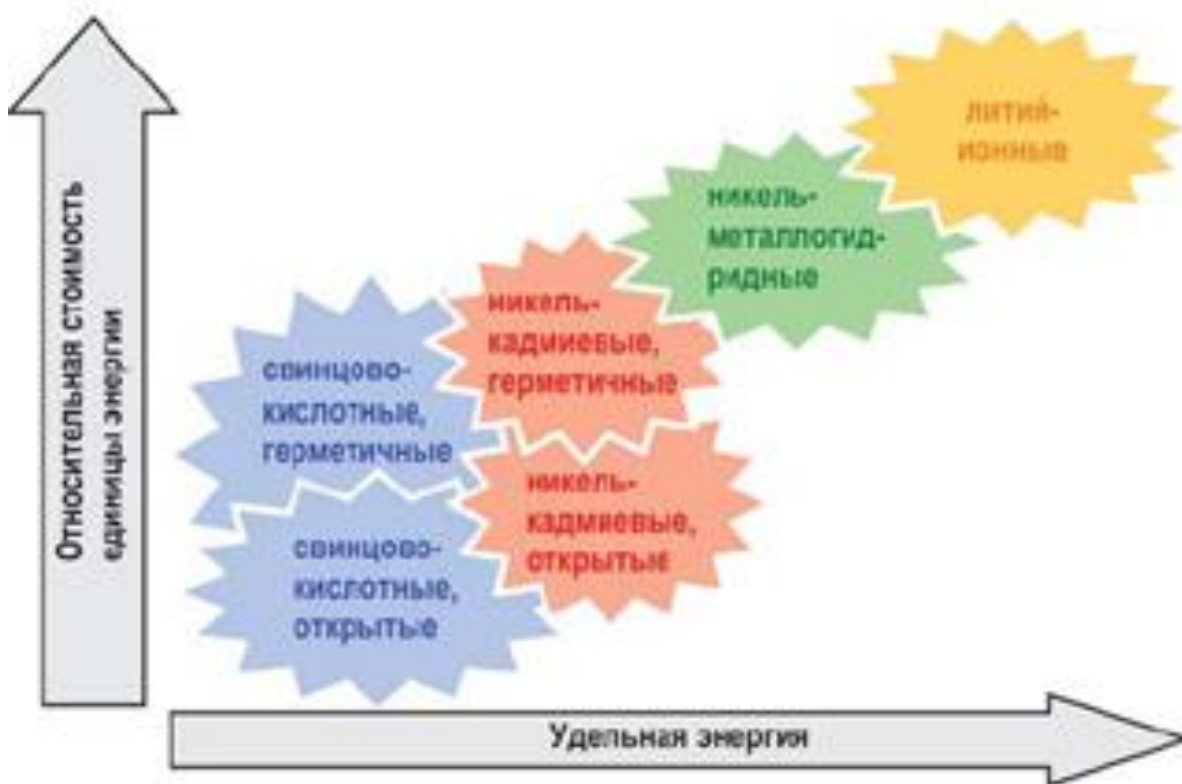 Относительная стоимость
единицы энергии
литий-
ионные
никель-
металлогид-
ридные
никель-
кадмиевые,
герметичные
свинцово-
кислотные,
герметичные
никель-
кадмиевые,
открытые
свинцово-
кислотные,
открытые
Удельная энергия